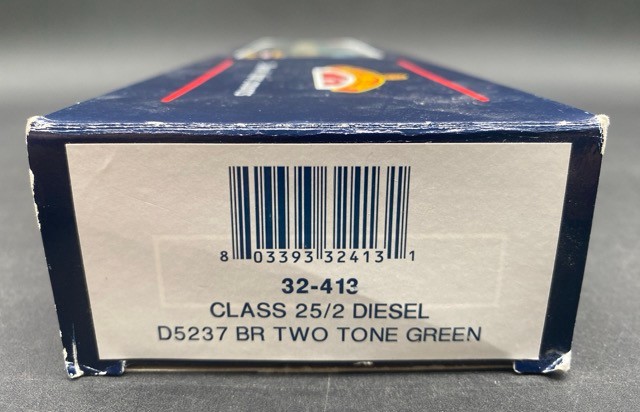 8 03393 32413 1
32-413
CLASS 25/2 DIESEL
D5237 BR TWO TONE GREEN